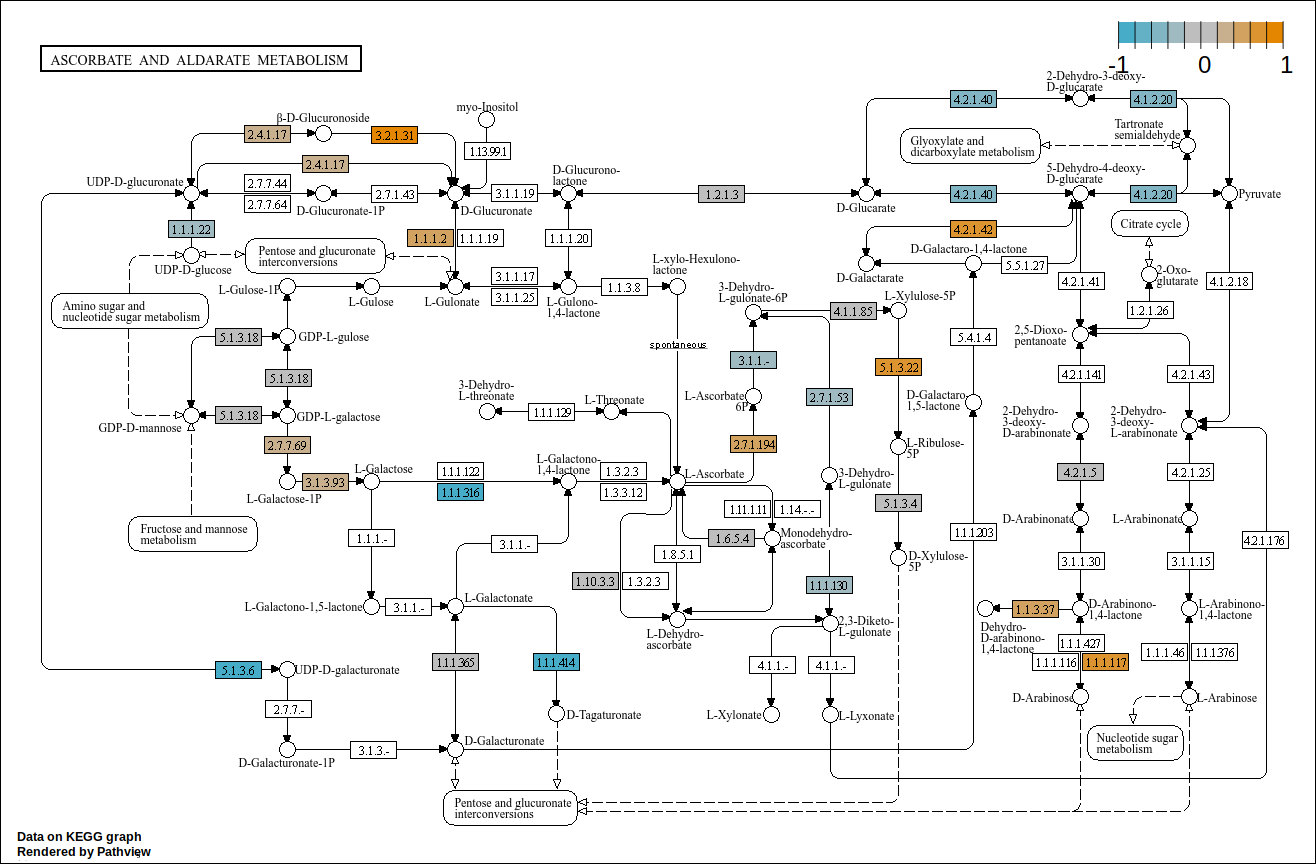 -1 0 1
ASCORBATE AND ALDARATE METABOLISM
2-Dehydro-3-deoxy-
D-glucarate
4.2.1.40
4.1.2.20
myo-Inositol
β-D-Glucuronoside
2.4.1.17
3.2.1.31
1.13.99.1
Tartronate
semialdehyde
Glyoxylate and
dicarboxylate metabolism
2.4.1.17
UDP-D-glucuronate
2.7.7.44
2.7.7.64
D-Glucuronate-1P
2.7.1.43
D-Glucuronate
3.1.1.19
D-Glucurono-
lactone
1.2.1.3
D-Glucarate
4.2.1.40
5-Dehydro-4-deoxy-
D-glucarate
4.1.2.20
Pyruvate
1.1.1.22
UDP-D-glucose
Pentose and glucuronate
interconversions
1.1.1.2
1.1.1.19
1.1.1.20
4.2.1.42
D-Galactarate
D-Galactaro-1,4-lactone
5.5.1.27
Citrate cycle
2-Oxo-
glutarate
4.2.1.41
4.1.2.18
1.2.1.26
Amino sugar and
nucleotide sugar metabolism
L-Gulose-1P
L-Gulose
L-Gulonate
3.1.1.17
3.1.1.25
L-Gulono-
1,4-lactone
1.1.3.8
L-xylo-Hexulono-
lactone
3-Dehydro-
L-gulonate-6P
4.1.1.85
L-Xylulose-5P
5.1.3.18
GDP-L-gulose
spontaneous
3.1.1.-
5.1.3.22
5.4.1.4
2,5-Dioxo-
pentanoate
5.1.3.18
4.2.1.141
4.2.1.43
3-Dehydro-
L-threonate
1.1.1.129
L-Threonate
L-Ascorbate
6P
2.7.1.53
D-Galactaro
1,5-lactone
GDP-D-mannose
5.1.3.18
GDP-L-galactose
2-Dehydro-
3-deoxy-
D-arabinonate
2-Dehydro-
3-deoxy-
L-arabinonate
2.7.7.69
2.7.1.194
L-Ribulose-
5P
L-Galactose-1P
3.1.3.93
L-Galactose
1.1.1.122
1.1.1.316
L-Galactono-
1,4-lactone
1.3.2.3
1.3.3.12
L-Ascorbate
3-Dehydro-
L-gulonate
4.2.1.5
4.1.2.25
5.1.3.4
1.11.1.11
1.14.-.-
Fructose and mannose
metabolism
D-Arabinonate
L-Arabinonate
1.1.1.-
3.1.1.-
1.6.5.4
Monodehydro-
ascorbate
1.1.1.203
4.2.1.176
1.8.5.1
D-Xylulose-
5P
3.1.1.30
3.1.1.15
1.10.3.3
1.3.2.3
1.1.1.130
L-Galactono-1,5-lactone
3.1.1.-
L-Galactonate
L-Dehydro-
ascorbate
2,3-Diketo-
L-gulonate
Dehydro-
D-arabinono-
1,4-lactone
1.1.3.37
D-Arabinono-
1,4-lactone
L-Arabinono-
1,4-lactone
1.1.1.427
1.1.1.116
1.1.1.117
1.1.1.46
1.1.1.376
5.1.3.6
UDP-D-galacturonate
1.1.1.365
1.1.1.414
4.1.1.-
4.1.1.-
2.7.7.-
D-Tagaturonate
L-Xylonate
L-Lyxonate
D-Arabinose
L-Arabinose
Nucleotide sugar
metabolism
D-Galacturonate-1P
3.1.3.-
D-Galacturonate
Pentose and glucuronate
interconversions
Data on KEGG graph
Rendered by Pathview